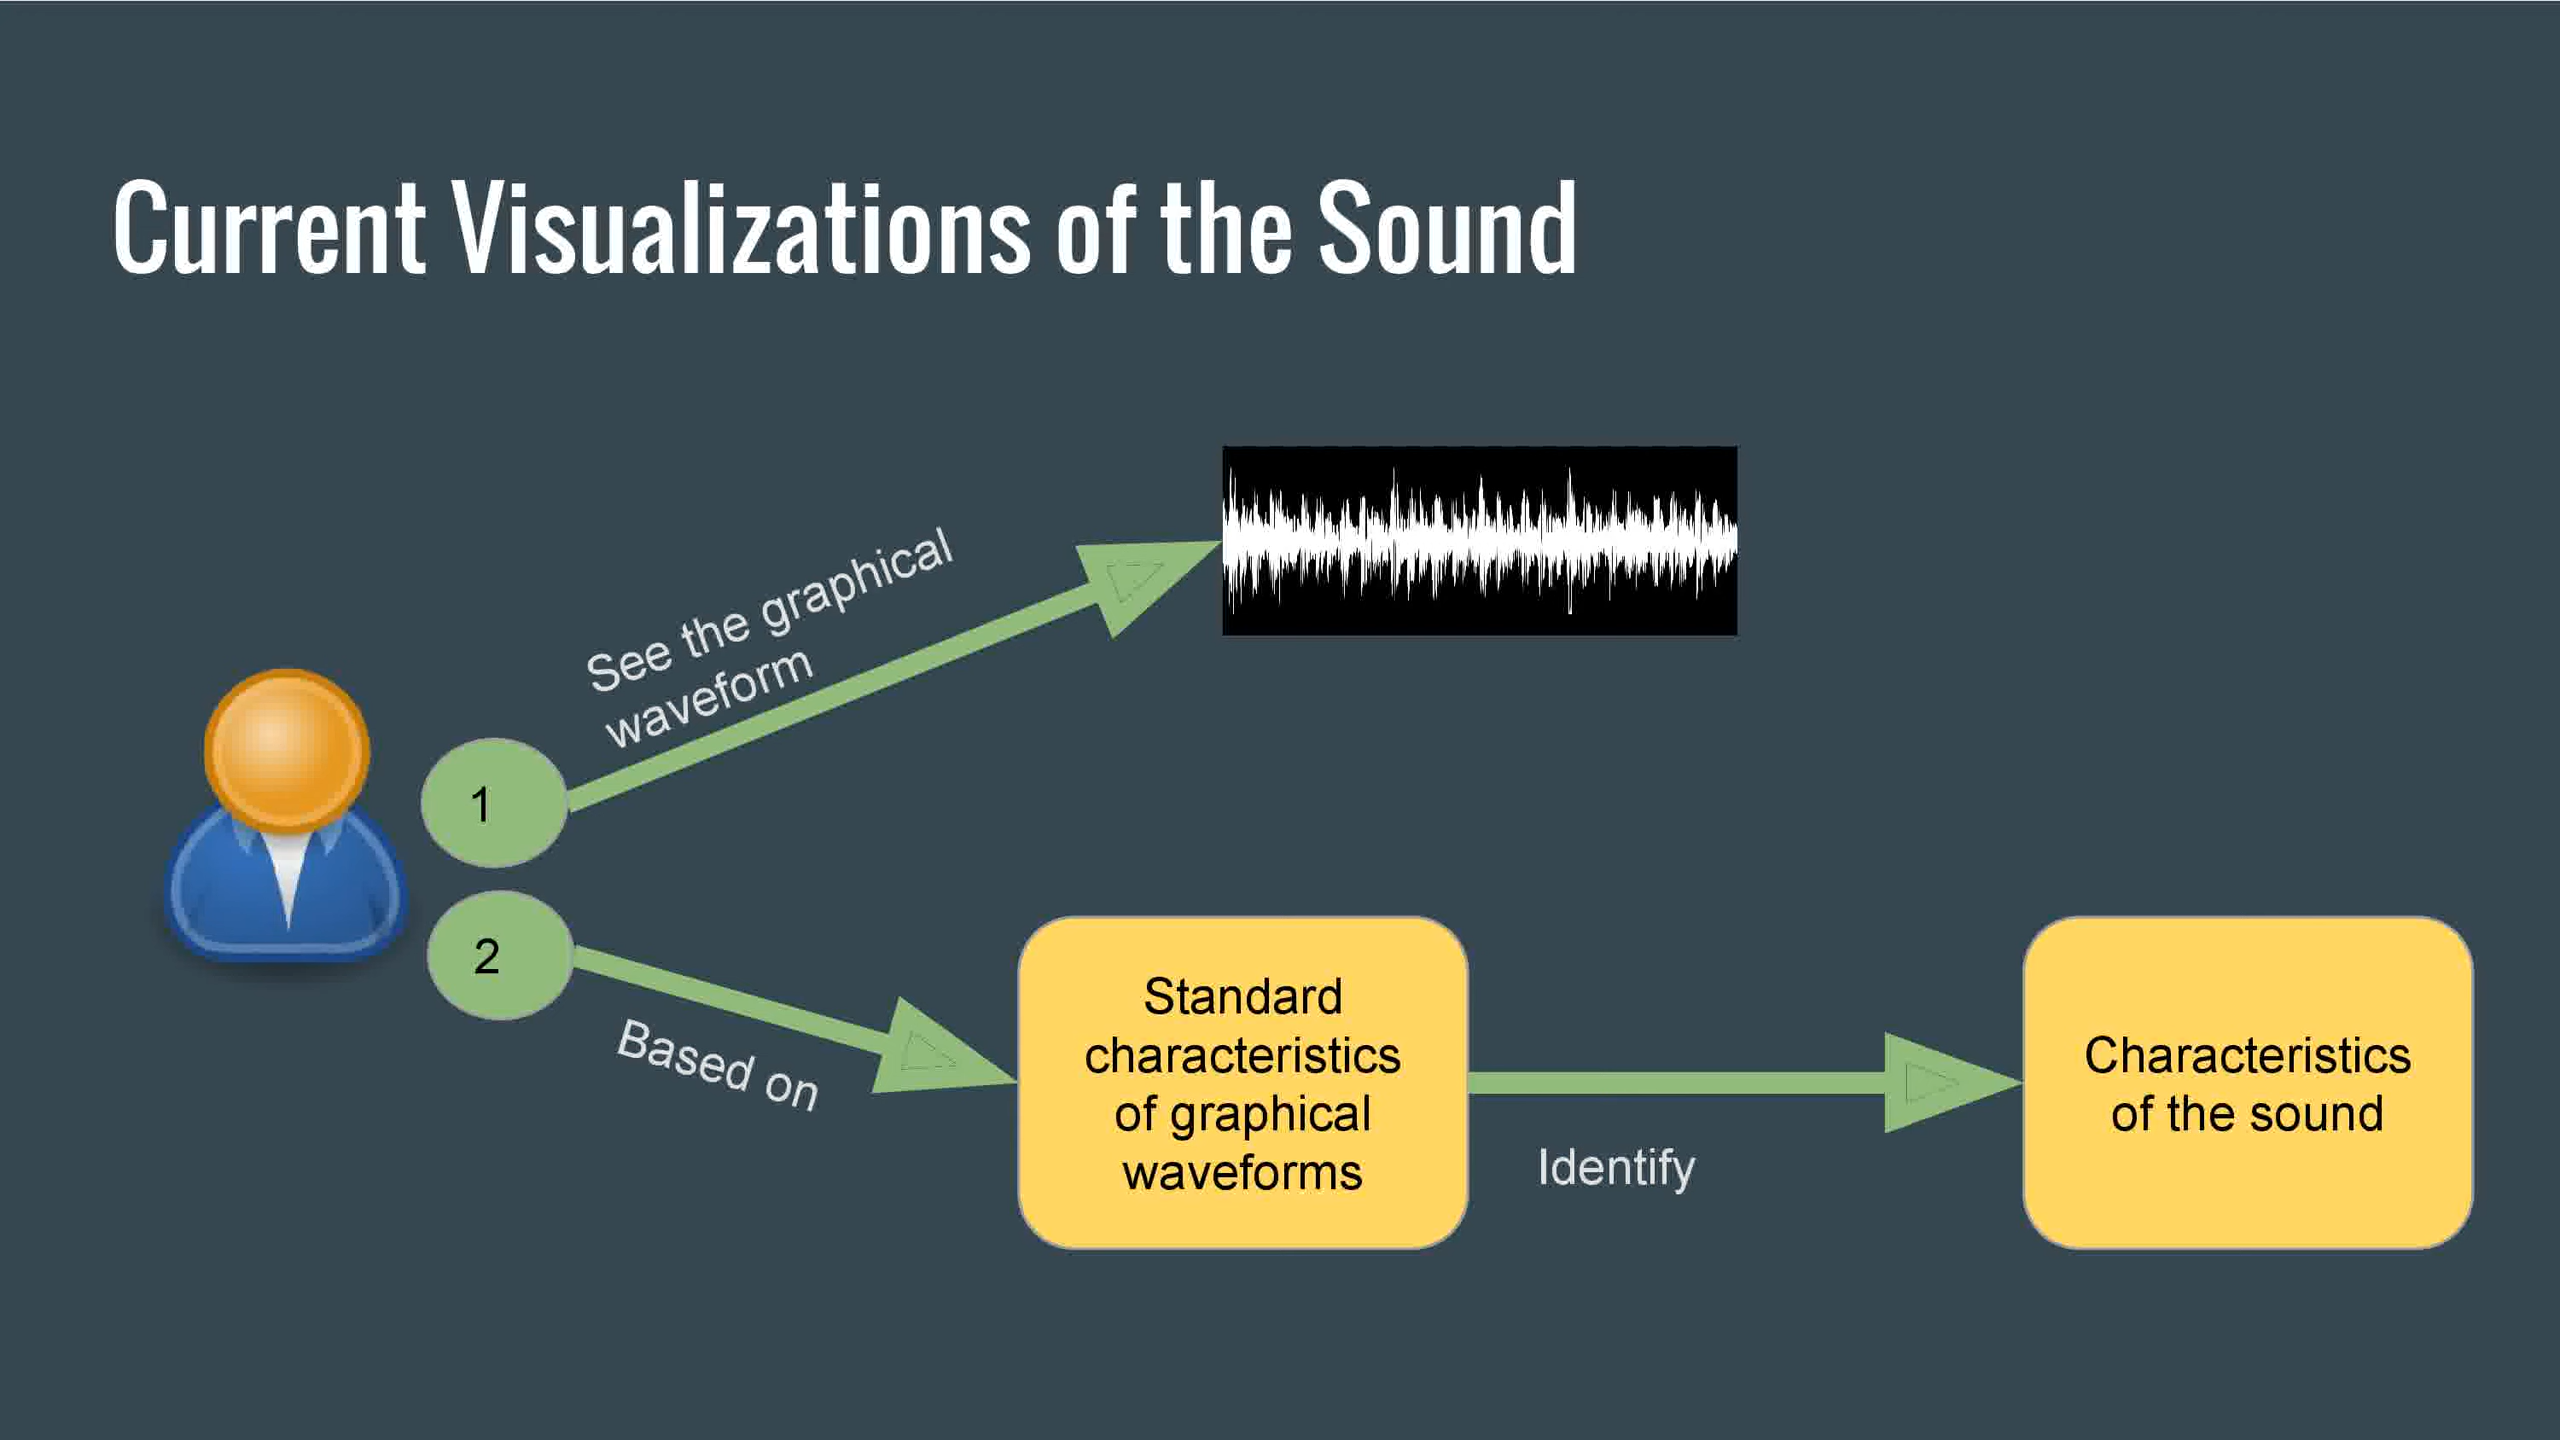 Current Visualizations of the Sound
See the graphical
waveform
1
2
Based on
Standard
characteristics
of graphical
waveforms
Identify
Characteristics
of the sound